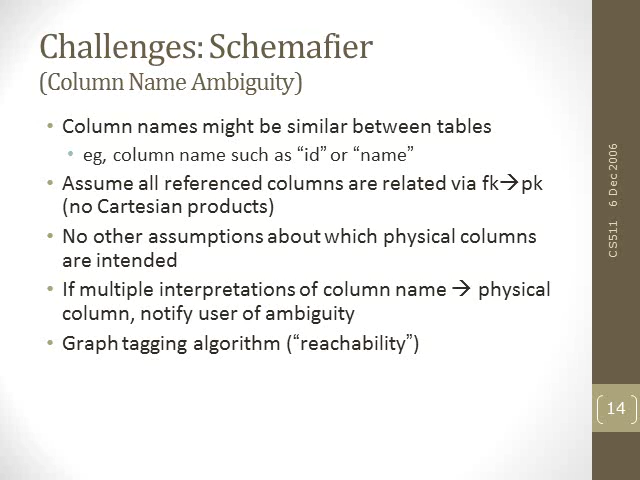 Challenges: Schemafier
(Column Name Ambiguity)
• Column names might be similar between tables
• eg, column name such as “id” or “name”
• Assume all referenced columns are related via fk→pk
(no Cartesian products)
• No other assumptions about which physical columns
are intended
• If multiple interpretations of column name → physical
column, notify user of ambiguity
• Graph tagging algorithm (“reachability”)
CS511 6 Dec 2006
14